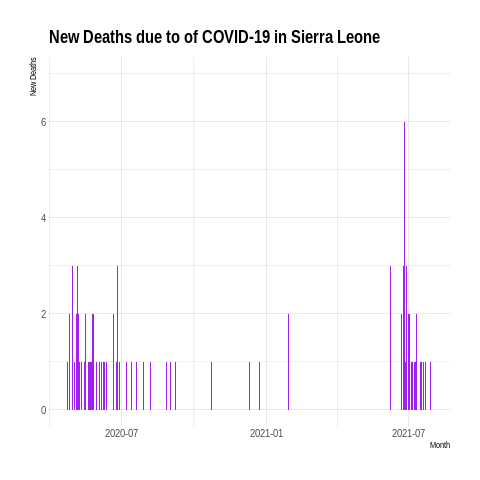 New Deaths due to of COVID-19 in Sierra Leone
New Deaths
6
4
2
0
2020-07 2021-01 2021-07
Month